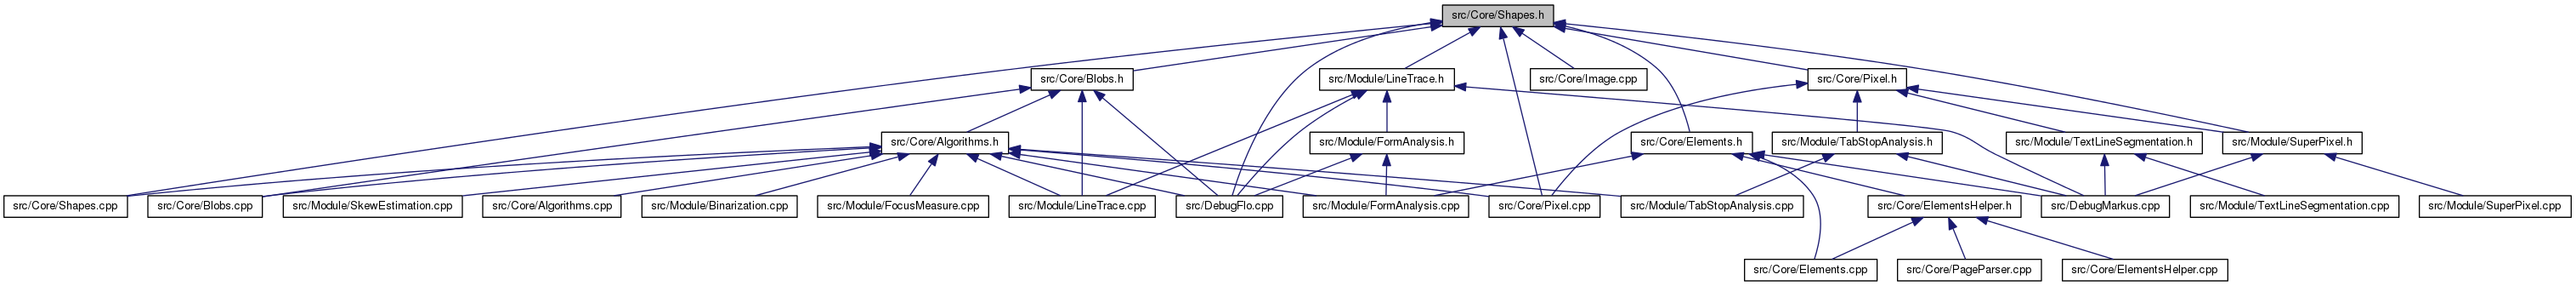 src/Core/Shapes.h
src/Core/Blobs.h
src/Module/LineTrace.h
src/Core/Image.cpp
src/Core/Pixel.h
src/Core/Algorithms.h
src/Module/FormAnalysis.h
src/Core/Elements.h
src/Module/TabStopAnalysis.h
src/Module/TextLineSegmentation.h
src/Module/SuperPixel.h
src/Core/Shapes.cpp
src/Core/Blobs.cpp
src/Module/SkewEstimation.cpp
src/Core/Algorithms.cpp
src/Module/Binarization.cpp
src/Module/FocusMeasure.cpp
src/Module/LineTrace.cpp
src/DebugFlo.cpp
src/Module/FormAnalysis.cpp
src/Core/Pixel.cpp
src/Module/TabStopAnalysis.cpp
src/Core/ElementsHelper.h
src/DebugMarkus.cpp
src/Module/TextLineSegmentation.cpp
src/Module/SuperPixel.cpp
src/Core/Elements.cpp
src/Core/PageParser.cpp
src/Core/ElementsHelper.cpp